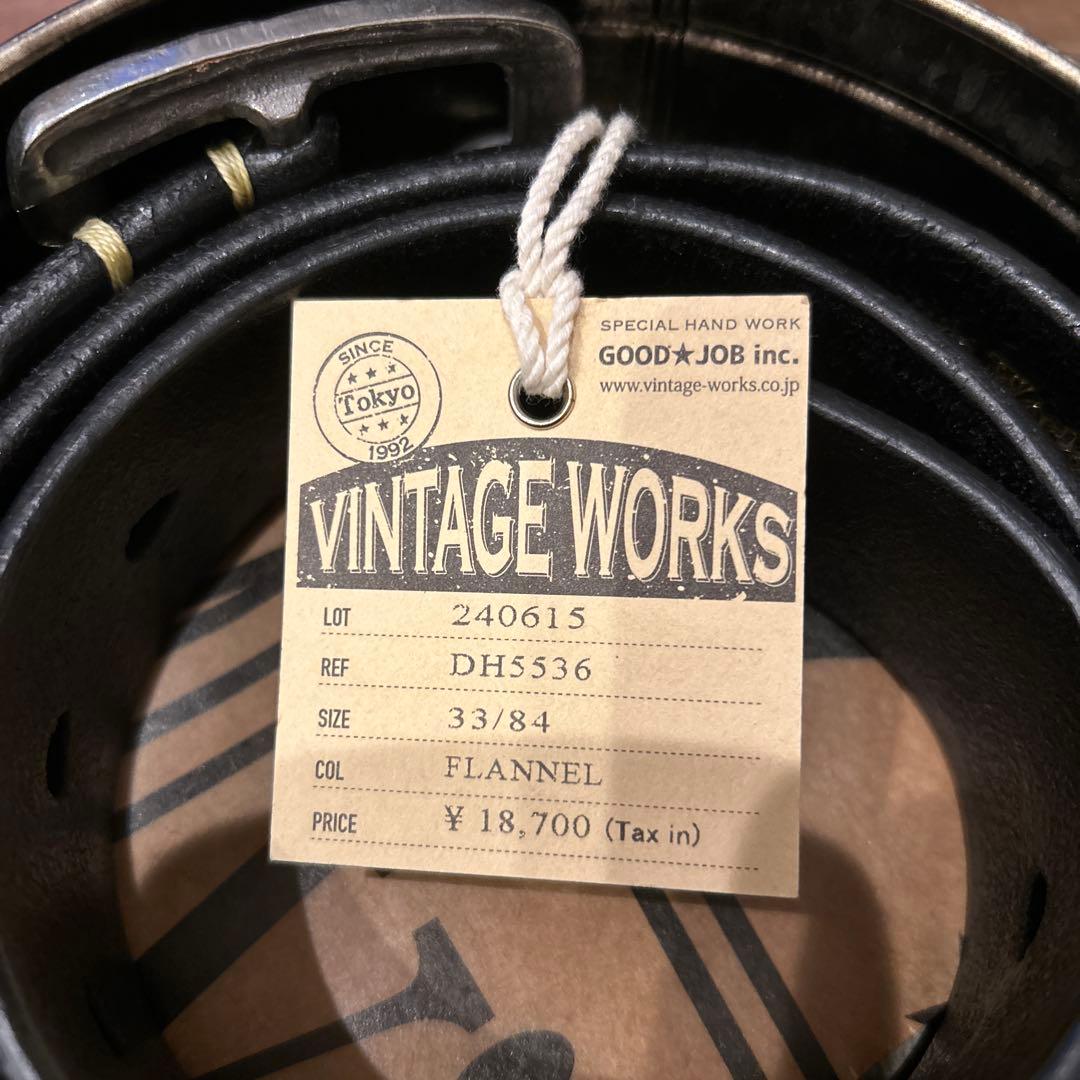 SINCE
Tokyo
1992
SPECIAL HAND WORK
GOOD★JOB inc.
www.vintage-works.co.jp
VINTAGE WORKS
LOT 240615
REF DH5536
SIZE 33/84
COL FLANNEL
PRICE ¥ 18,700 (Tax in)